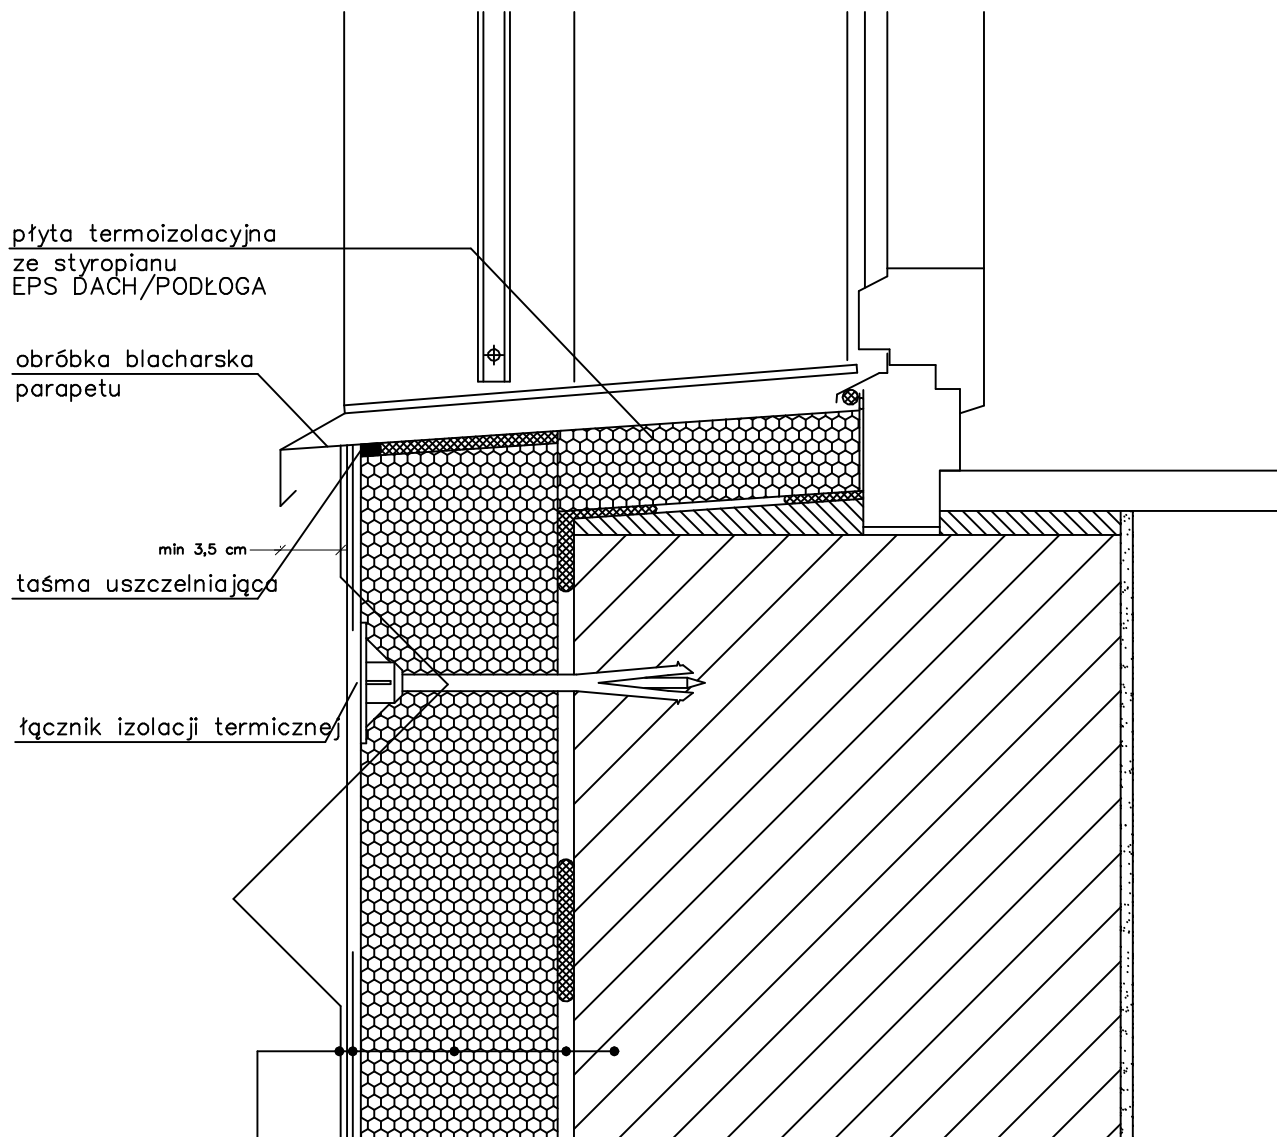 płyta termoizolacyjna
ze styropianu
EPS DACH/PODŁOGA
obróbka blacharska
parapetu
min 3,5 cm
taśma uszczelniająca
łącznik izolacji termicznej